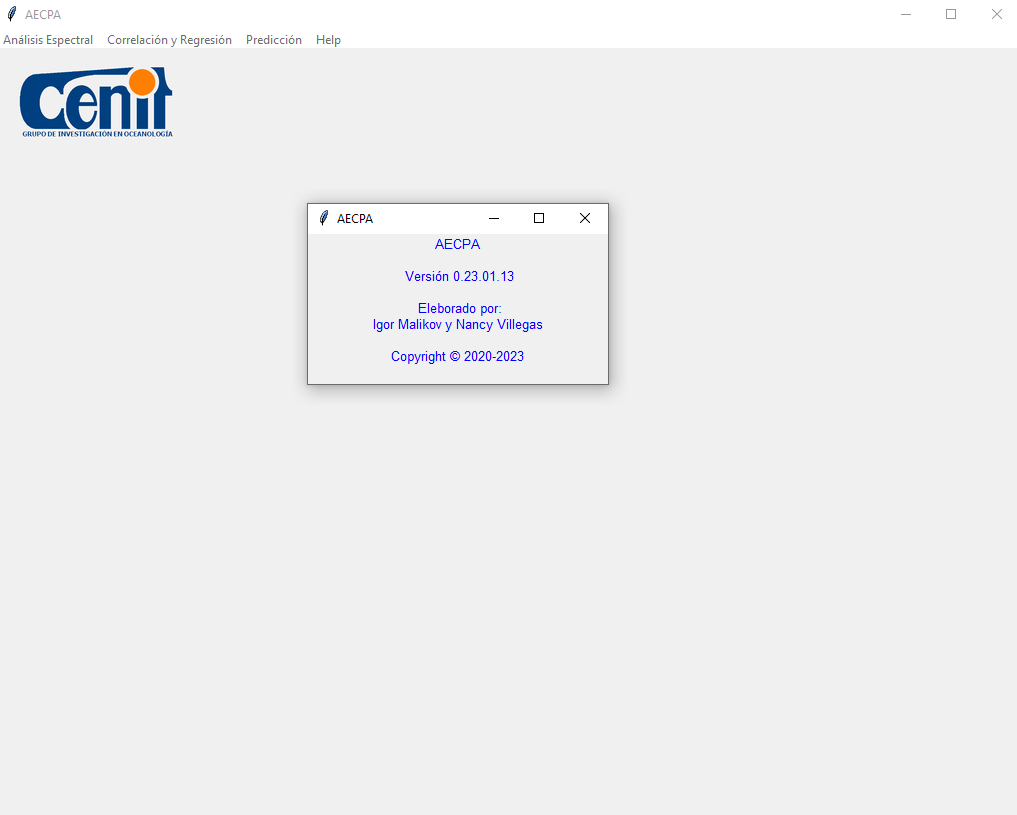 AECPA
Análisis Espectral Correlación y Regresión Predicción Help
Cenit
GRUPO DE INVESTIGACIÓN EN OCEANOLOGÍA
AECPA
AECPA
Versión 0.23.01.13
Eleborado por:
Igor Malikov y Nancy Villegas
Copyright © 2020-2023